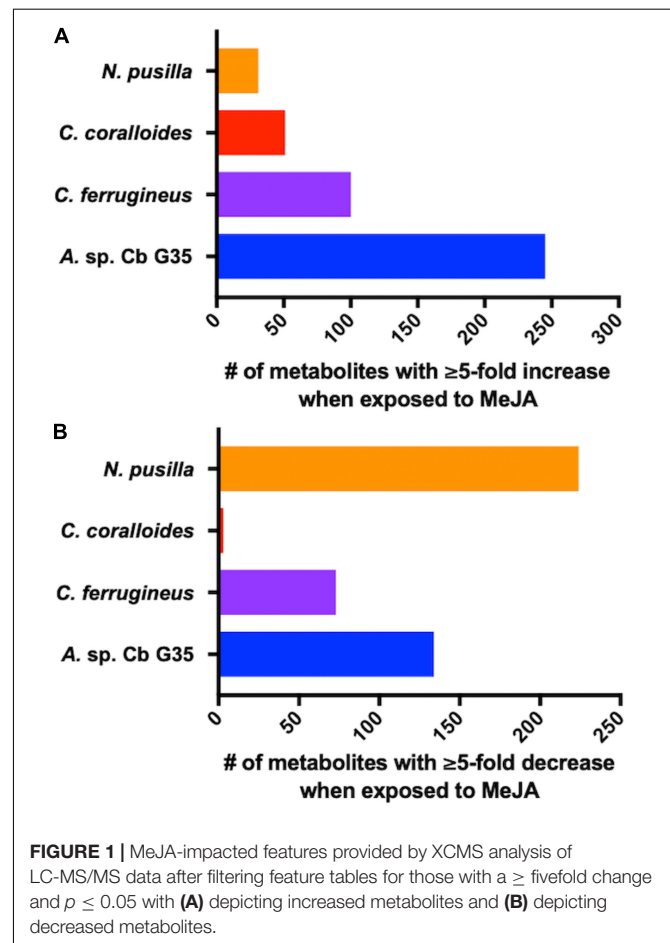 A
N. pusilla
C. coralloides
C. ferrugineus
A. sp. Cb G35
0 50 100 150 200 250 300
# of metabolites with ≥5-fold increase
when exposed to MeJA
B
N. pusilla
C. coralloides
C. ferrugineus
A. sp. Cb G35
0 50 100 150 200 250
# of metabolites with ≥5-fold decrease
when exposed to MeJA
FIGURE 1 | MeJA-impacted features provided by XCMS analysis of
LC-MS/MS data after filtering feature tables for those with a ≥ fivefold change
and p ≤ 0.05 with (A) depicting increased metabolites and (B) depicting
decreased metabolites.